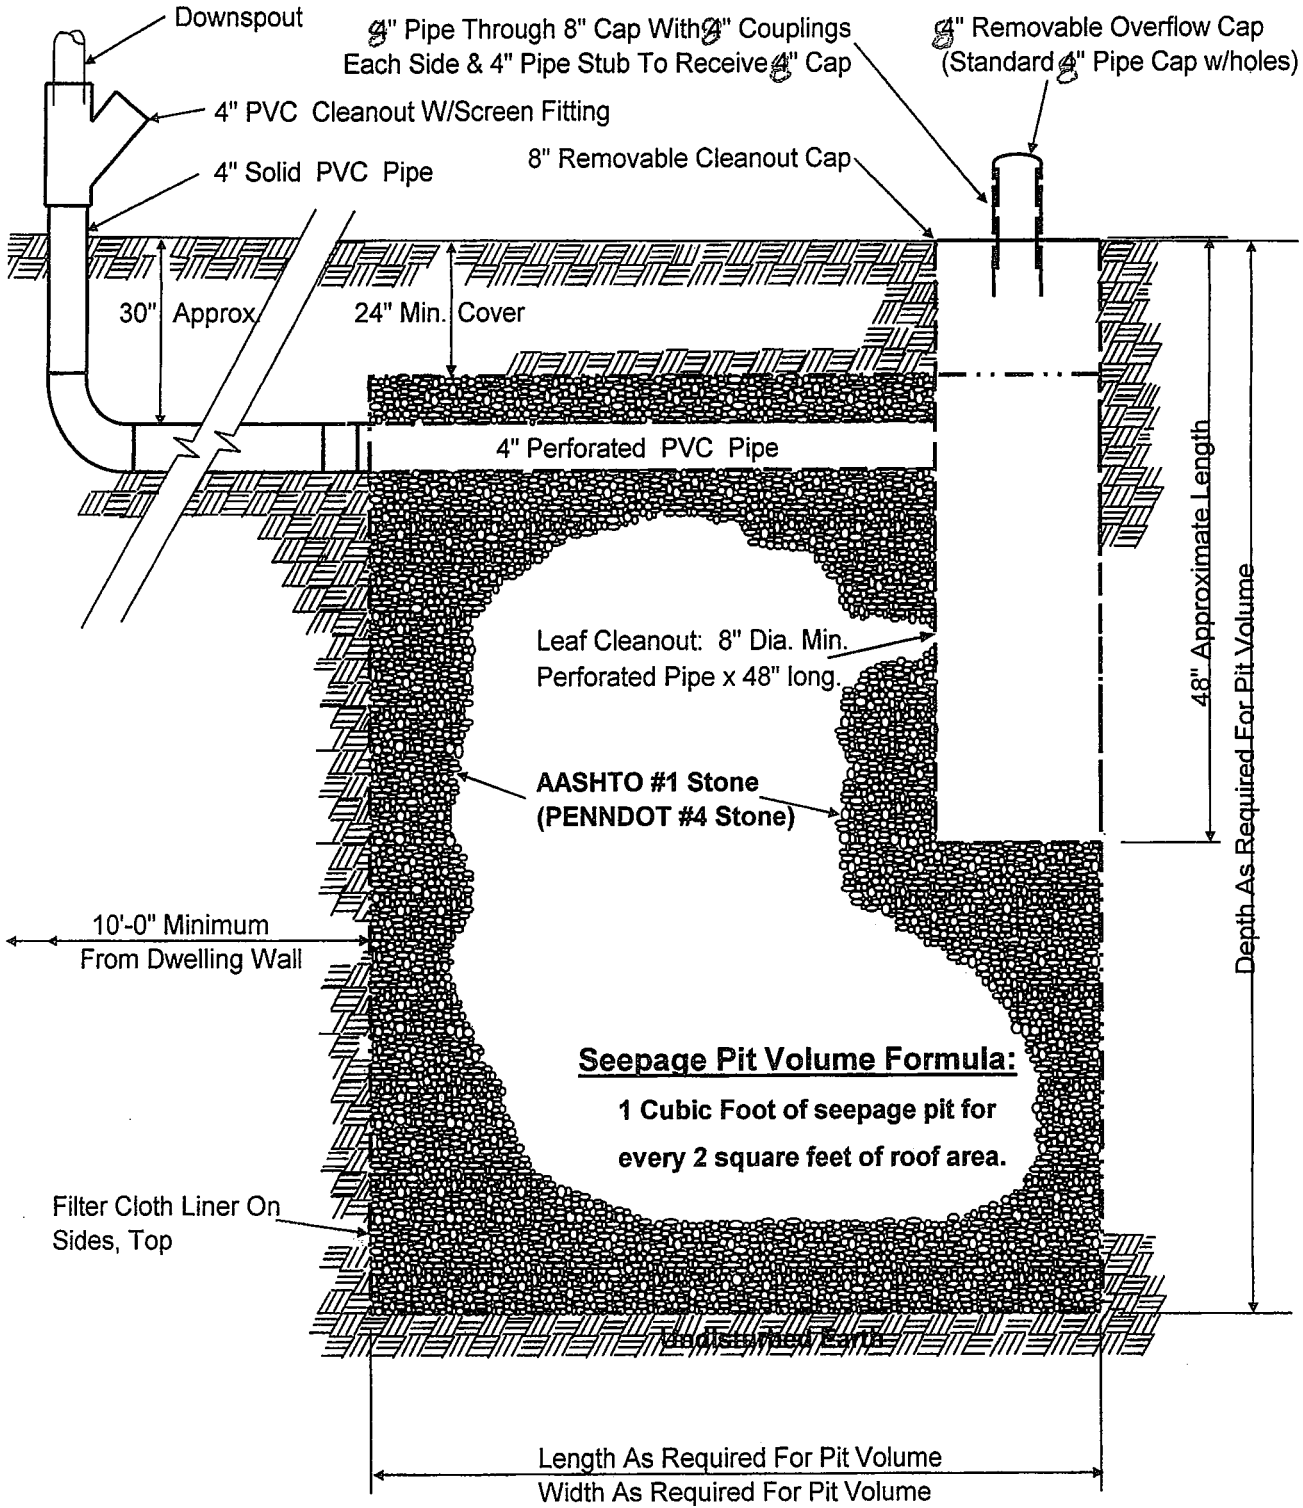 Downspout
4" Pipe Through 8" Cap With 4" Couplings
Each Side & 4" Pipe Stub To Receive 4" Cap
4" Removable Overflow Cap
(Standard 4" Pipe Cap w/holes)
4" PVC Cleanout W/Screen Fitting
8" Removable Cleanout Cap
4" Solid PVC Pipe
30" Approx.
24" Min. Cover
4" Perforated PVC Pipe
48" Approximate Length
Depth As Required For Pit Volume
Leaf Cleanout: 8" Dia. Min.
Perforated Pipe x 48" long.
AASHTO #1 Stone
(PENNDOT #4 Stone)
10'-0" Minimum
From Dwelling Wall
Seepage Pit Volume Formula:
1 Cubic Foot of seepage pit for
every 2 square feet of roof area.
Filter Cloth Liner On
Sides, Top
Undisturbed Earth
Length As Required For Pit Volume
Width As Required For Pit Volume